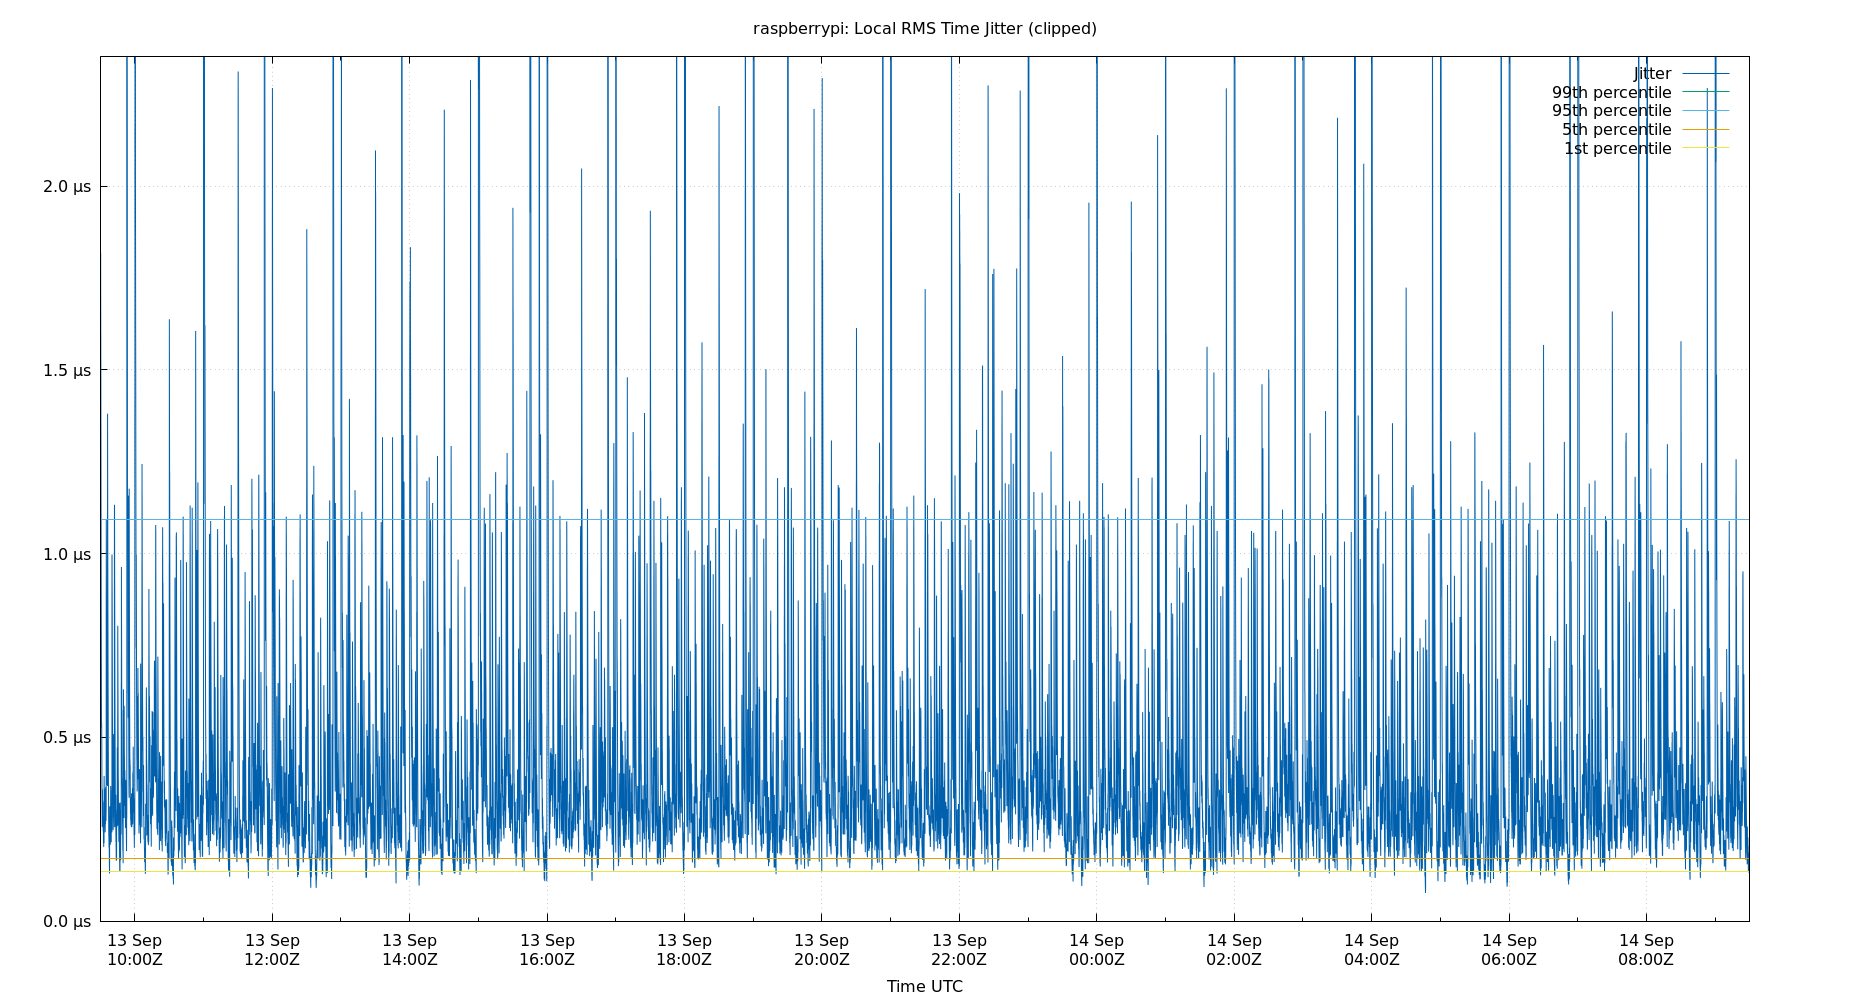 raspberrypi: Local RMS Time Jitter (clipped)
Jitter
99th percentile
95th percentile
5th percentile
1st percentile
2.0 µs
1.5 µs
1.0 µs
0.5 µs
0.0 µs
13 Sep 13 Sep 13 Sep 13 Sep 13 Sep 13 Sep 13 Sep 14 Sep 14 Sep 14 Sep 14 Sep 14 Sep
10:00Z 12:00Z 14:00Z 16:00Z 18:00Z 20:00Z 22:00Z 00:00Z 02:00Z 04:00Z 06:00Z 08:00Z
Time UTC